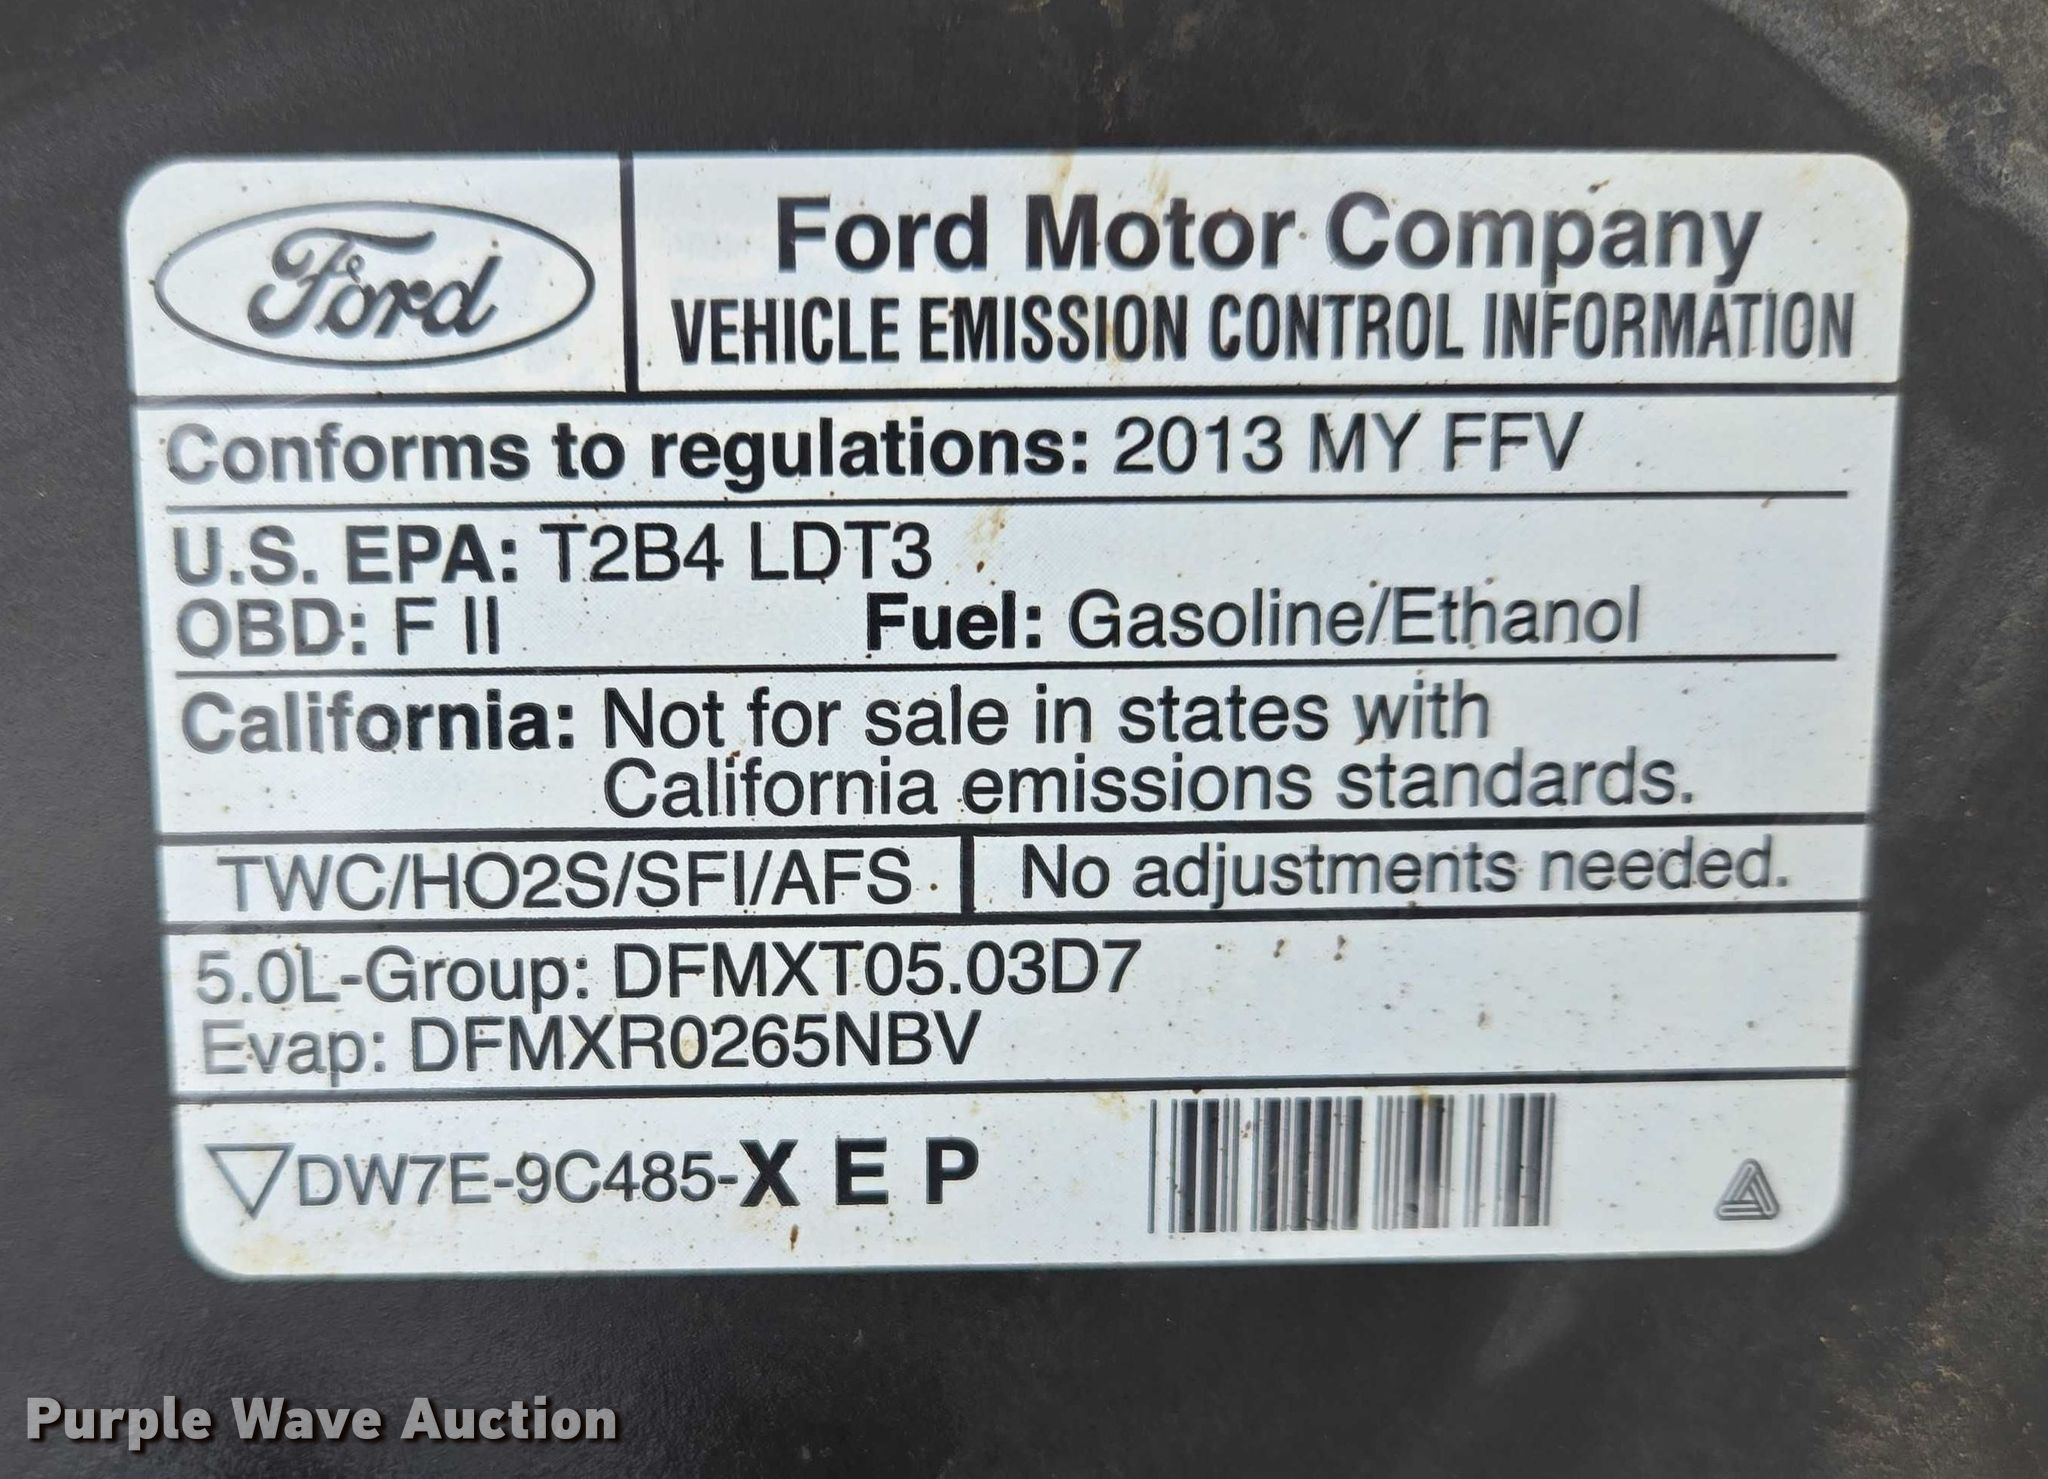 Ford
Ford Motor Company
VEHICLE EMISSION CONTROL INFORMATION
Conforms to regulations: 2013 MY FFV
U.S. EPA: T2B4 LDT3
OBD: F II Fuel: Gasoline/Ethanol
California: Not for sale in states with
California emissions standards.
TWC/HO2S/SFI/AFS No adjustments needed.
5.0L-Group: DFMXT05.03D7
Evap: DFMXR0265NBV
DW7E-9C485-X E P
Purple Wave Auction